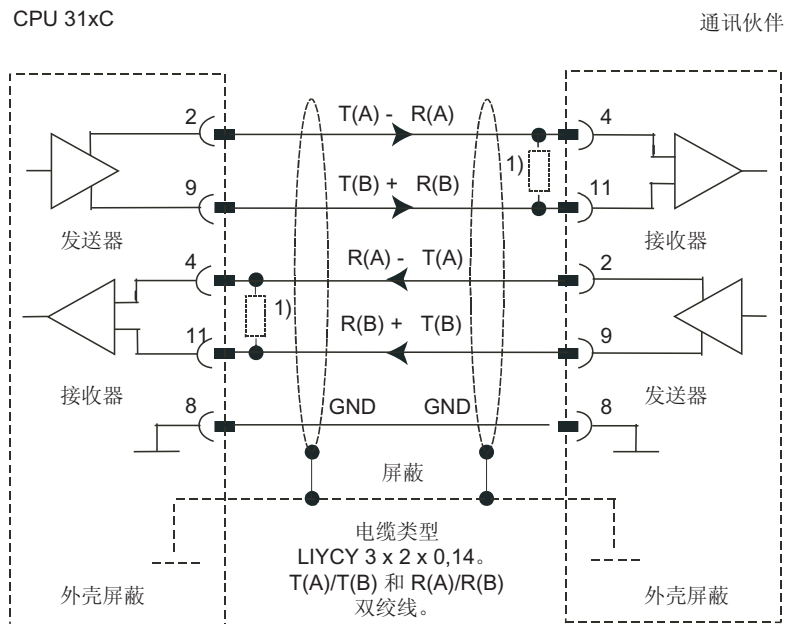 CPU 31xC 通讯伙伴
2 T(A) - R(A) 4
1)
9 T(B) + R(B) 11
发送器 接收器
4 R(A) - T(A) 2
1)
11 R(B) + T(B) 9
接收器 发送器
8 GND GND 8
屏蔽
电缆类型
LIYCY 3 x 2 x 0,14。
T(A)/T(B) 和 R(A)/R(B)
双绞线。
外壳屏蔽 外壳屏蔽